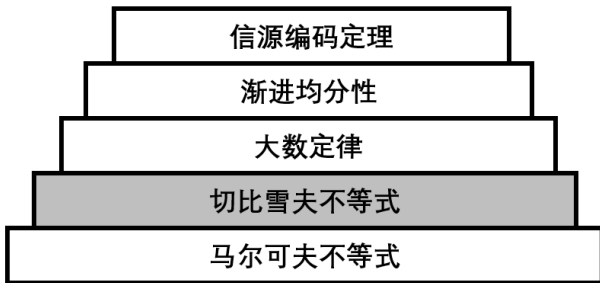 信源编码定理
渐进均分性
大数定律
切比雪夫不等式
马尔可夫不等式